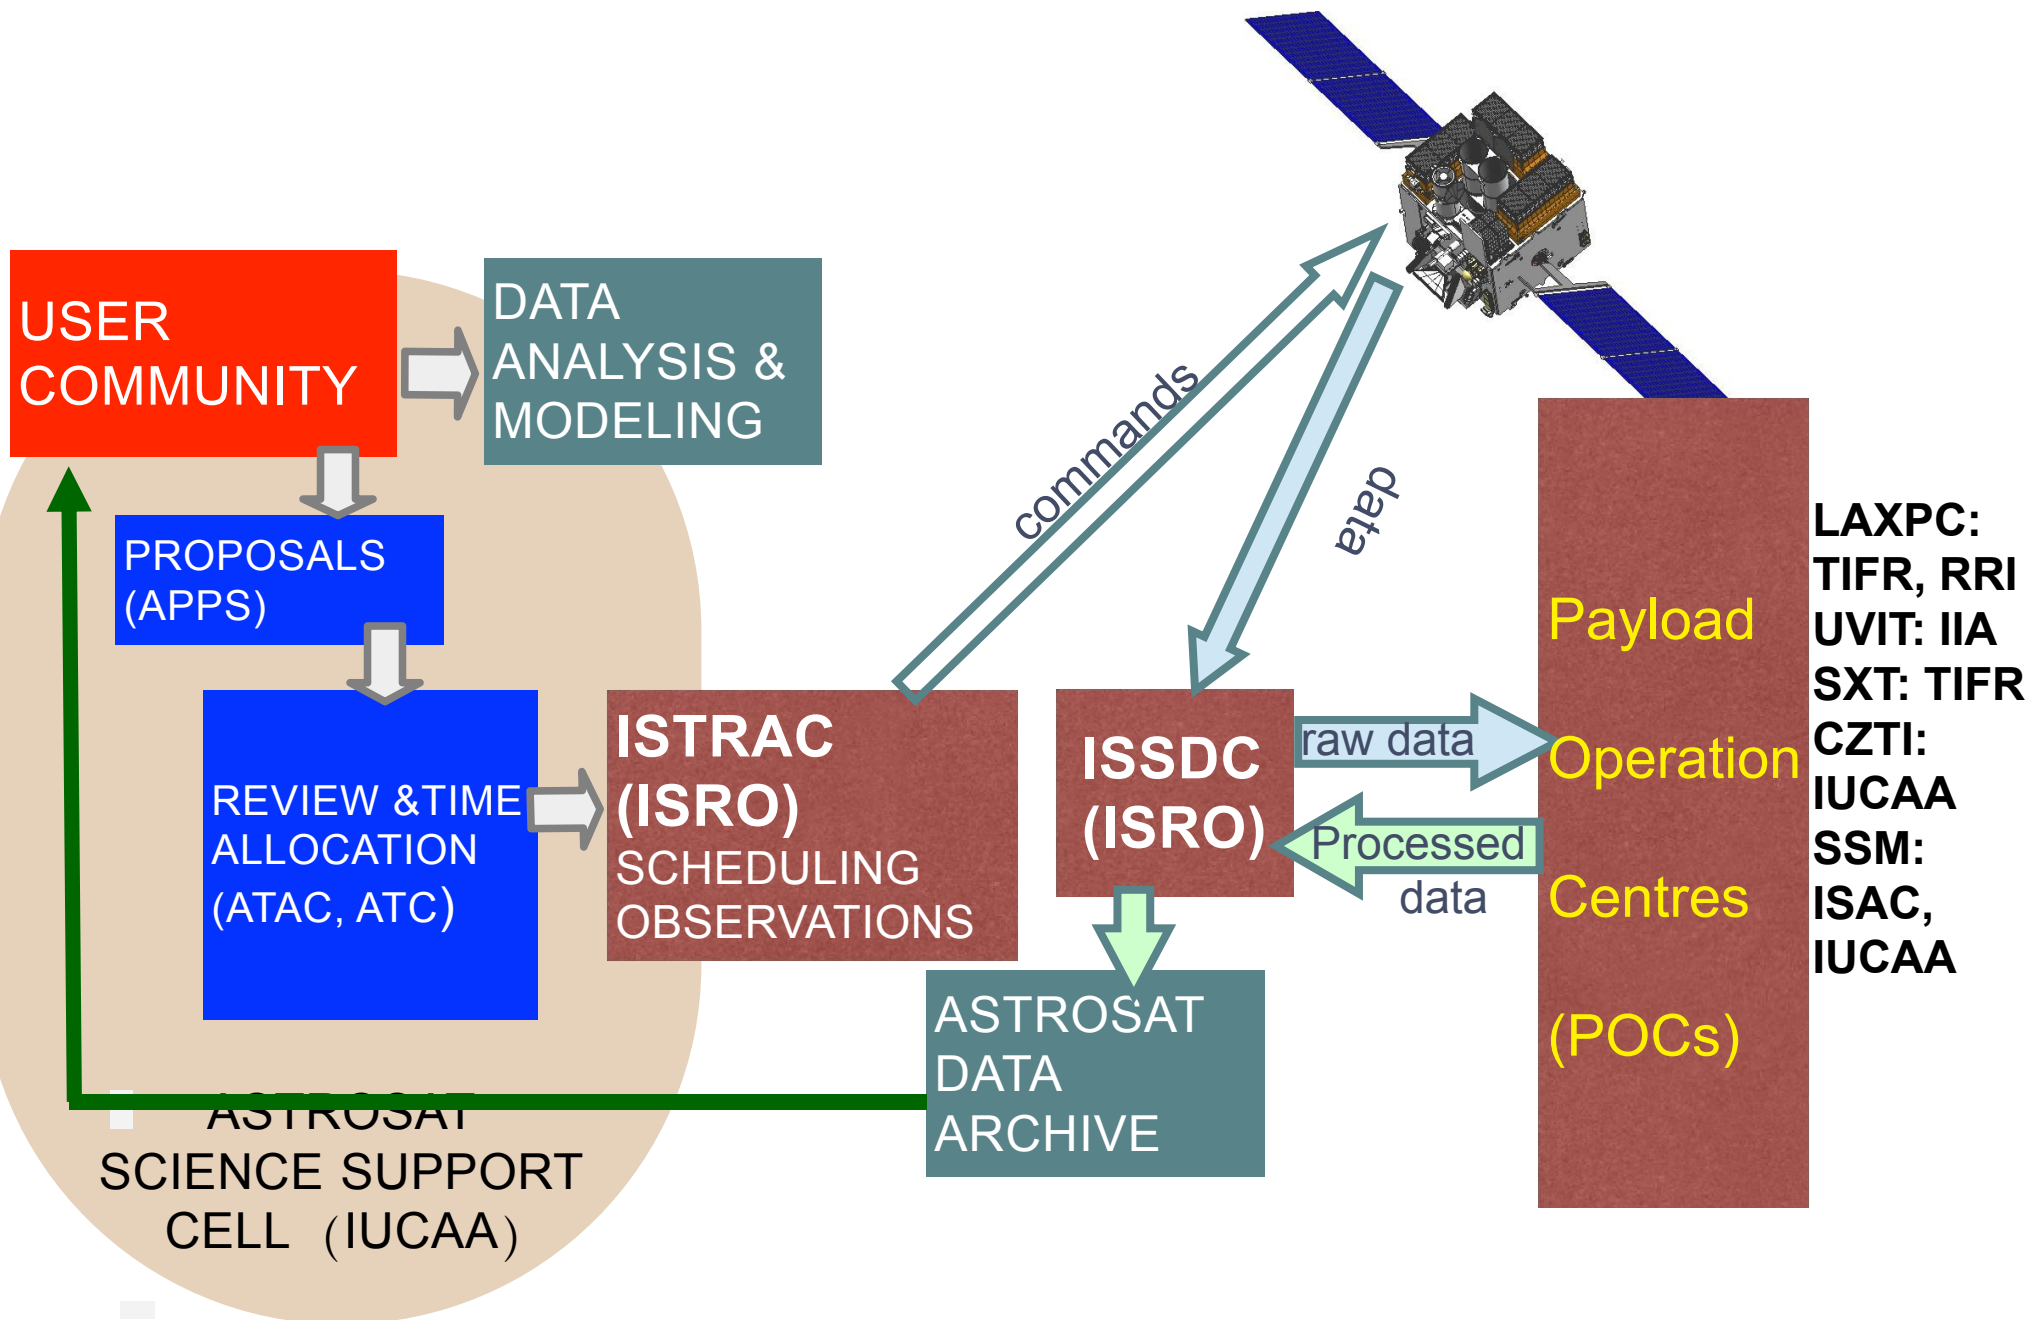 USER
COMMUNITY
DATA
ANALYSIS &
MODELING
PROPOSALS
(APPS)
REVIEW &TIME
ALLOCATION
(ATAC, ATC)
ISTRAC
(ISRO)
SCHEDULING
OBSERVATIONS
commands
data
ISSDC
(ISRO)
raw data
Processed
data
Payload
Operation
Centres
(POCs)
LAXPC:
TIFR, RRI
UVIT: IIA
SXT: TIFR
CZTI:
IUCAA
SSM:
ISAC,
IUCAA
ASTROSAT
DATA
ARCHIVE
ASTROSAT
SCIENCE SUPPORT
CELL (IUCAA)